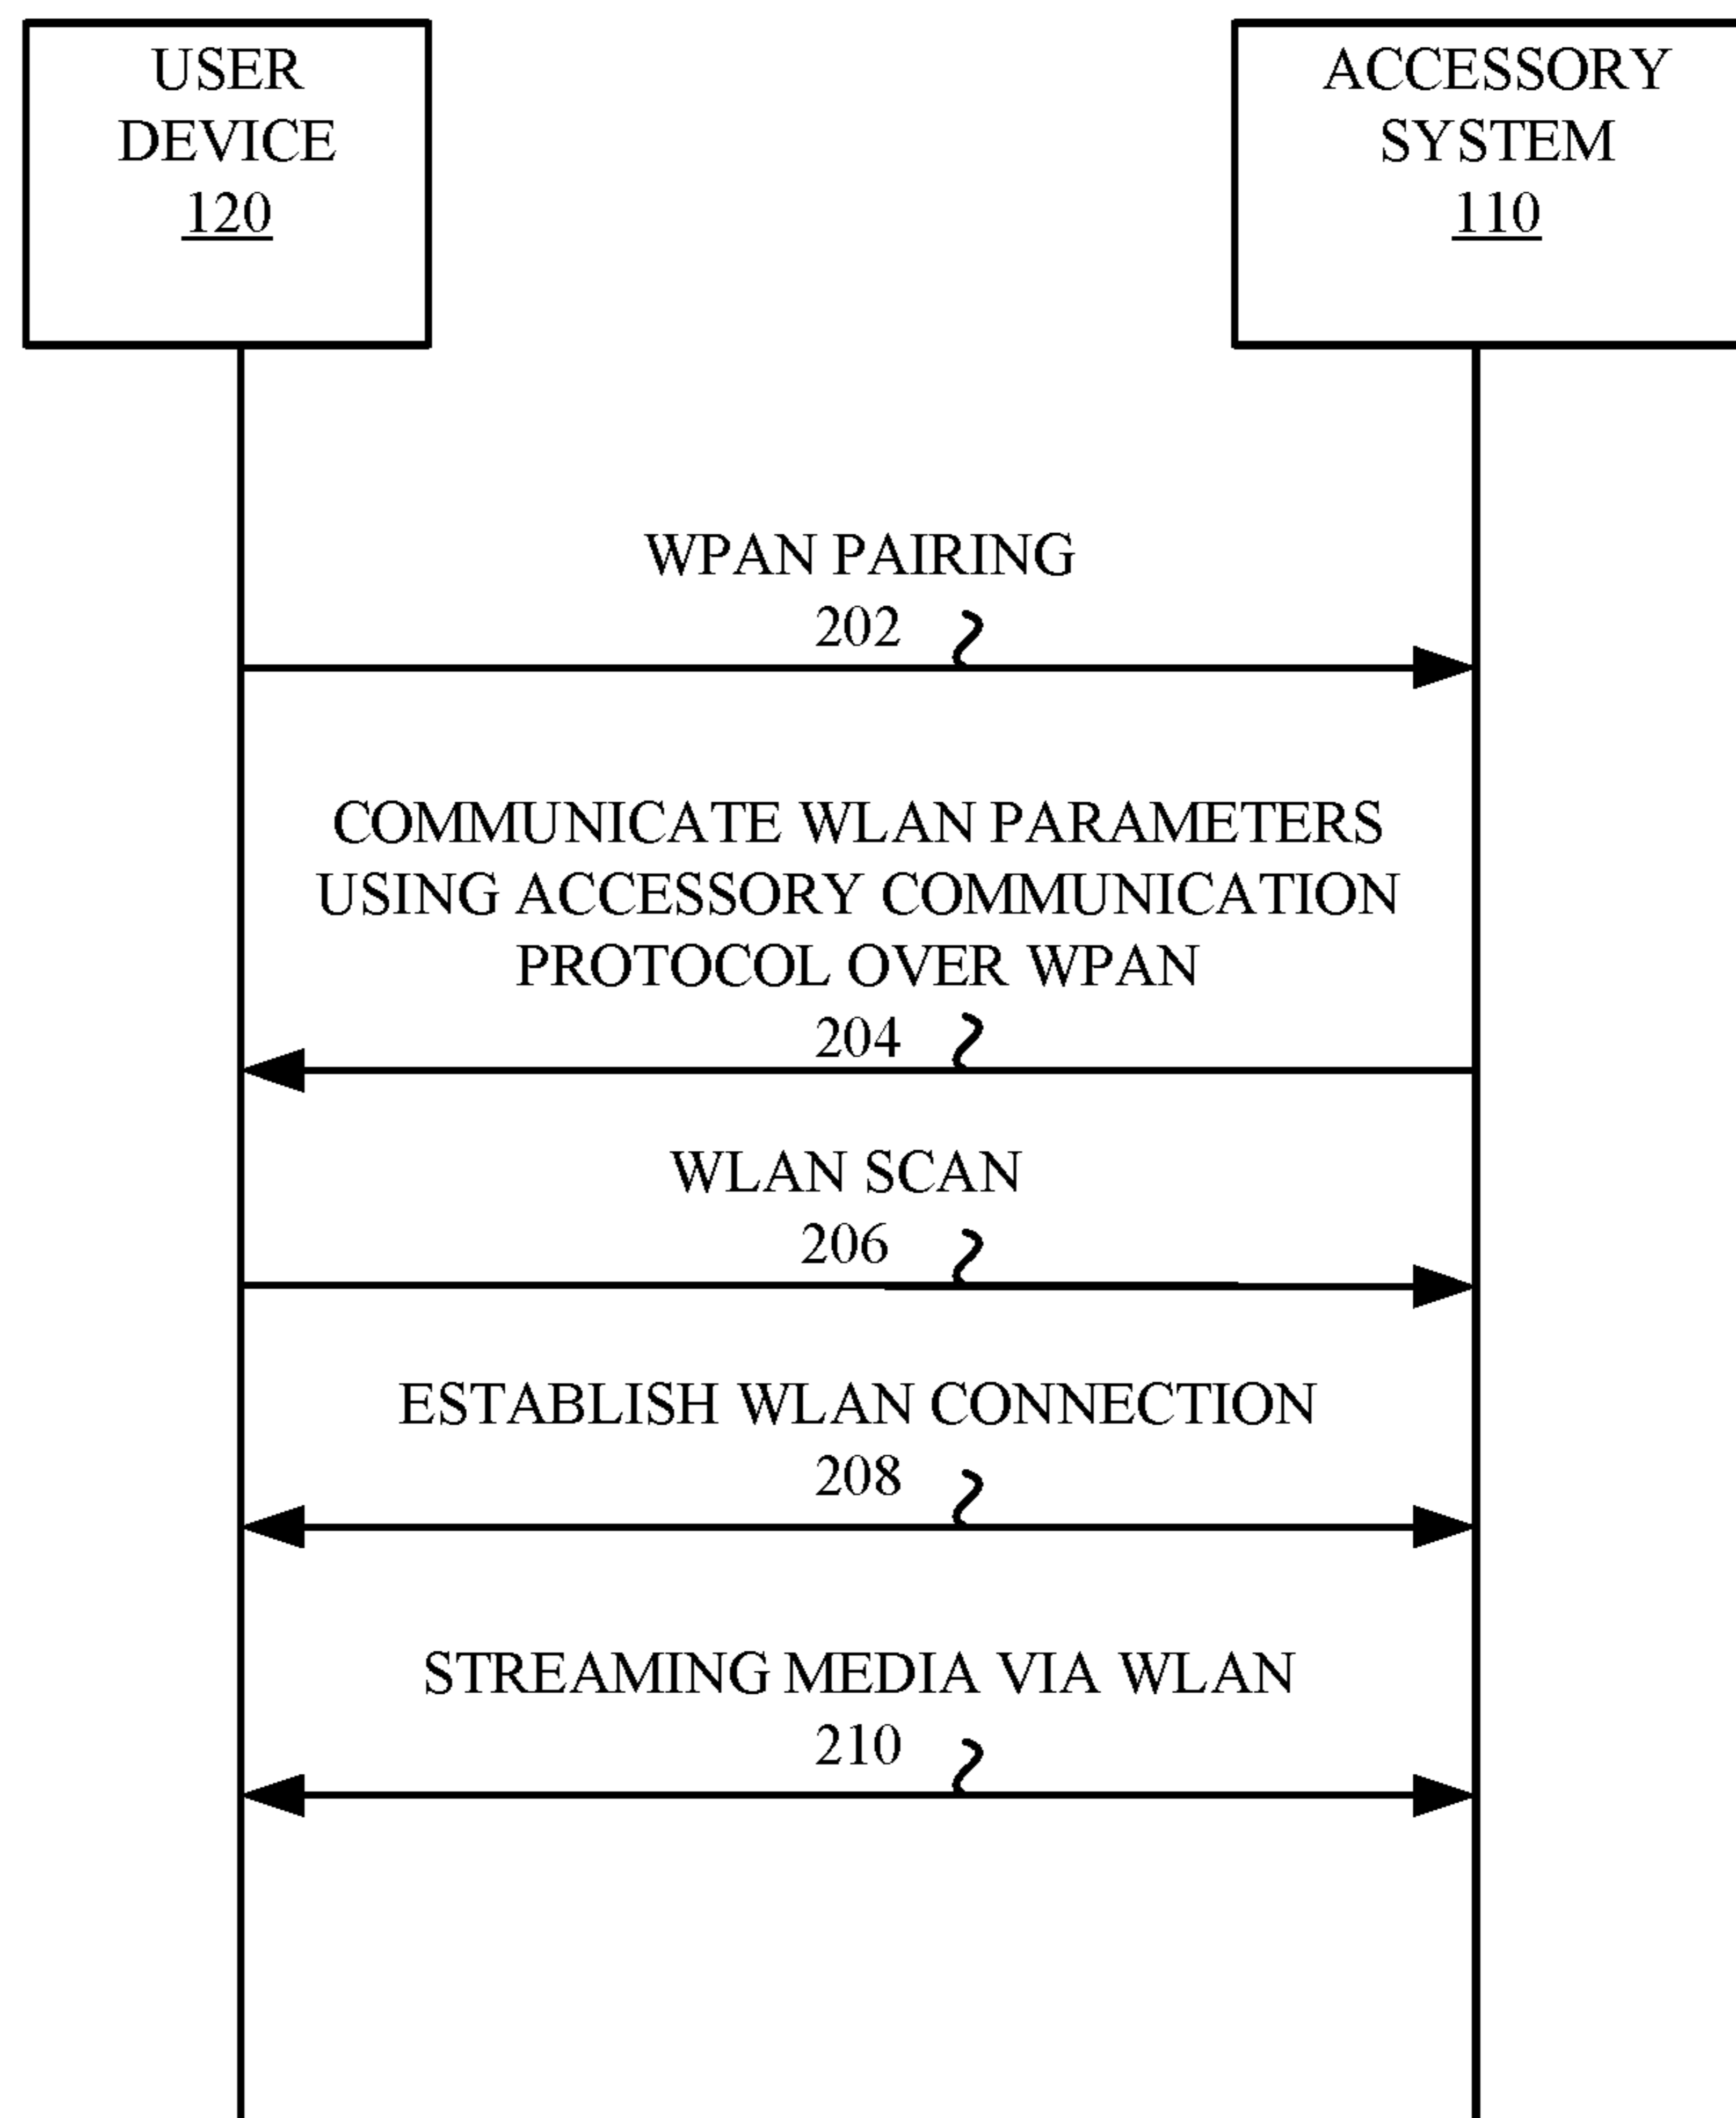 USER
DEVICE
120
ACCESSORY
SYSTEM
110
WPAN PAIRING
202
COMMUNICATE WLAN PARAMETERS
USING ACCESSORY COMMUNICATION
PROTOCOL OVER WPAN
204
WLAN SCAN
206
ESTABLISH WLAN CONNECTION
208
STREAMING MEDIA VIA WLAN
210